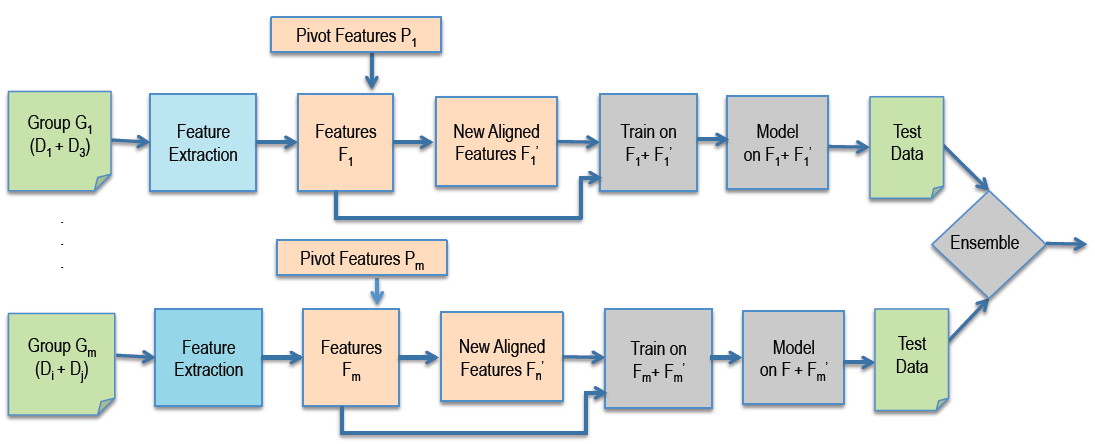 Pivot Features P1
Group G1
(D1 + D3)
Feature
Extraction
Features
F1
New Aligned
Features F1’
Train on
F1+ F1’
Model
on F1+ F1’
Test
Data
.
.
.
Ensemble
Pivot Features Pm
Group Gm
(Di + Dj)
Feature
Extraction
Features
Fm
New Aligned
Features Fn’
Train on
Fm+ Fm’
Model
on F + Fm’
Test
Data